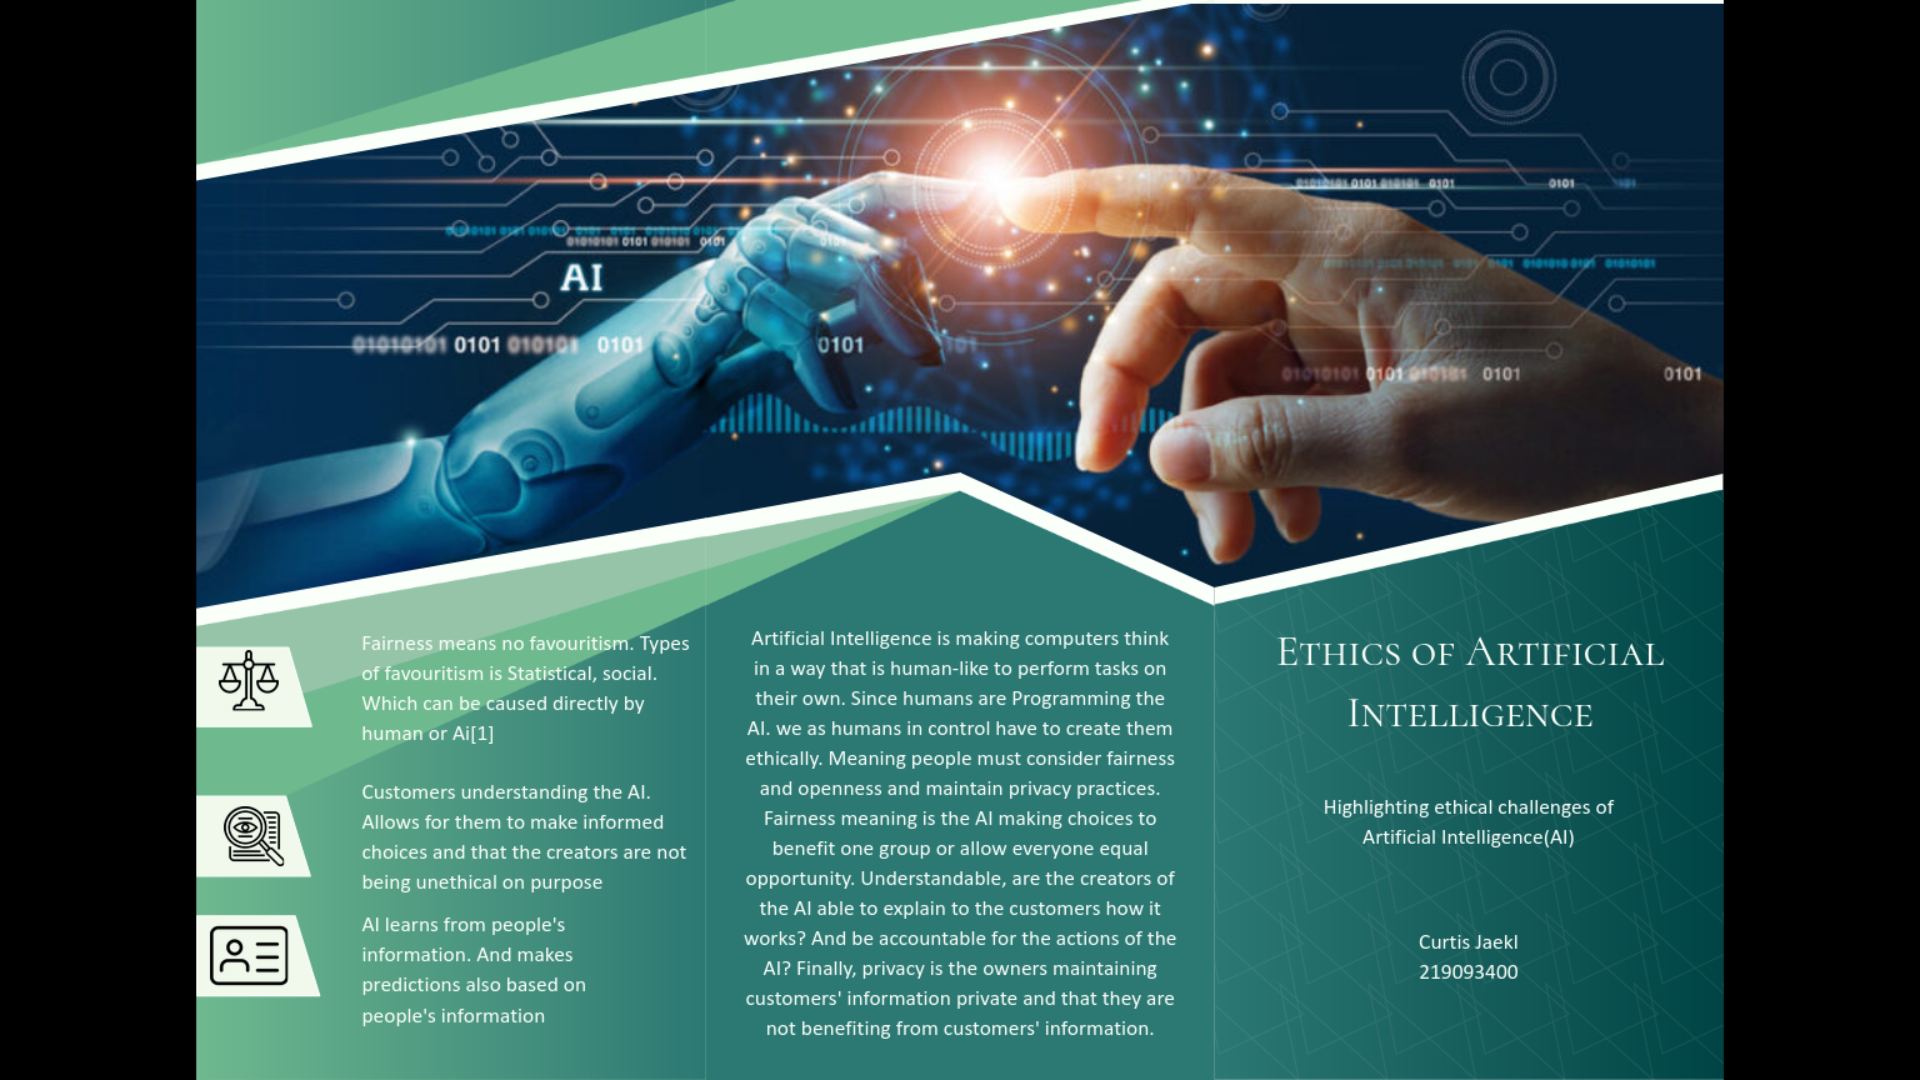 AI
01010101 0101 010101 0101
0101
0101
0101
0101
0101 0101
0101
Fairness means no favouritism. Types
of favouritism is Statistical, social.
Which can be caused directly by
human or Ai[1]
Customers understanding the AI.
Allows for them to make informed
choices and that the creators are not
being unethical on purpose
AI learns from people's
information. And makes
predictions also based on
people's information
Artificial Intelligence is making computers think
in a way that is human-like to perform tasks on
their own. Since humans are Programming the
AI. we as humans in control have to create them
ethically. Meaning people must consider fairness
and openness and maintain privacy practices.
Fairness meaning is the AI making choices to
benefit one group or allow everyone equal
opportunity. Understandable, are the creators of
the AI able to explain to the customers how it
works? And be accountable for the actions of the
AI? Finally, privacy is the owners maintaining
customers' information private and that they are
not benefiting from customers' information.
Ethics of Artificial
Intelligence
Highlighting ethical challenges of
Artificial Intelligence(AI)
Curtis Jaekl
219093400